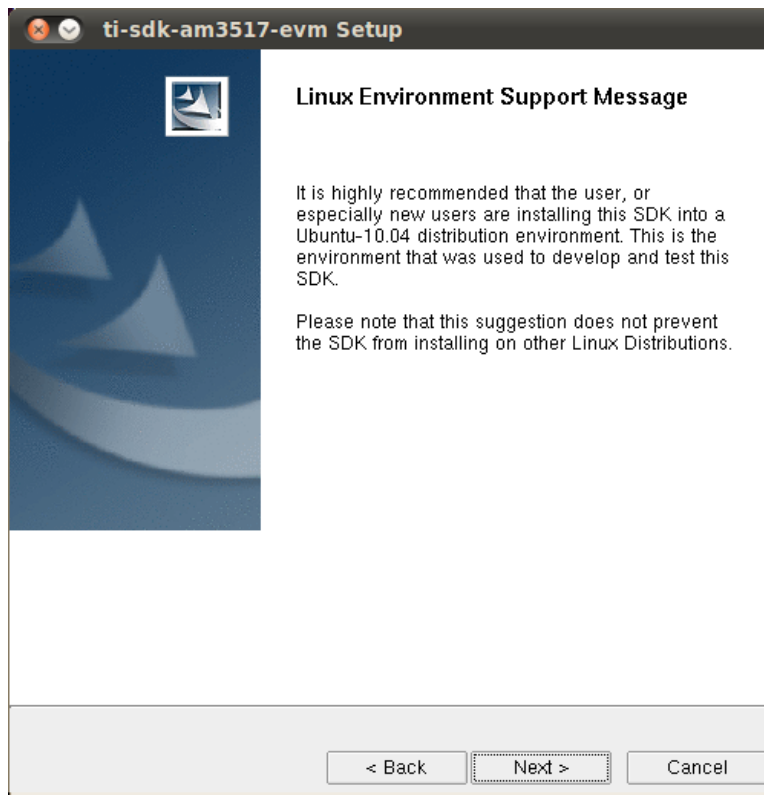 ti-sdk-am3517-evm Setup
Linux Environment Support Message
It is highly recommended that the user, or
especially new users are installing this SDK into a
Ubuntu-10.04 distribution environment. This is the
environment that was used to develop and test this
SDK.
Please note that this suggestion does not prevent
the SDK from installing on other Linux Distributions.
< Back
Next >
Cancel